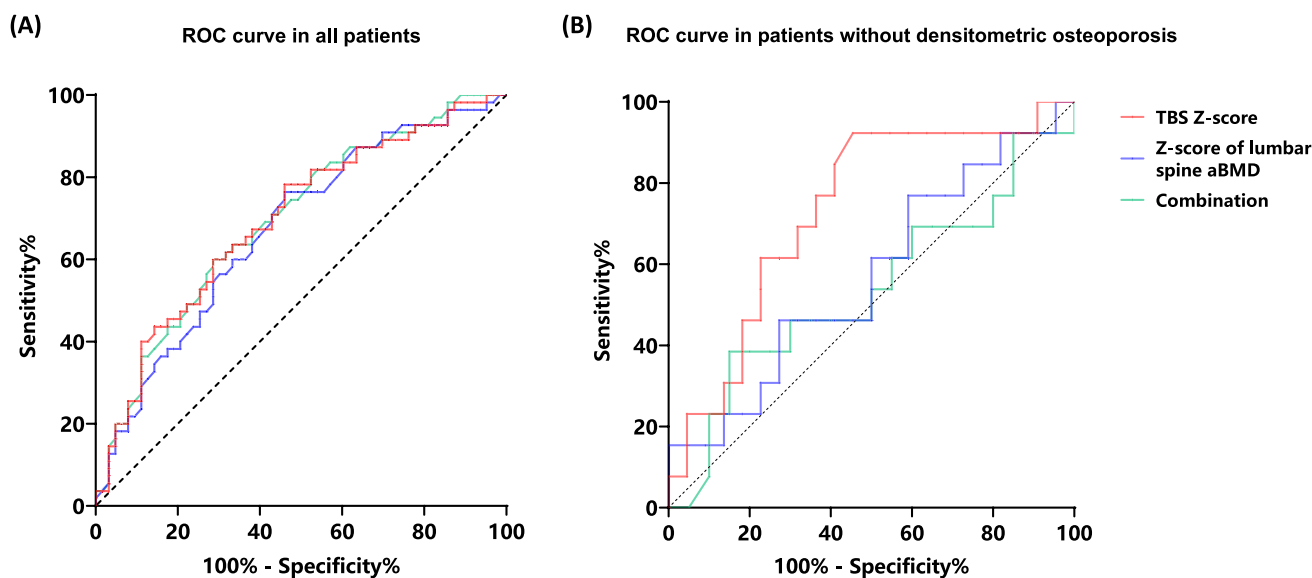 (A)
ROC curve in all patients
100
80
60
40
20
0
Sensitivity%
0 20 40 60 80 100
100% - Specificity%
(B)
ROC curve in patients without densitometric osteoporosis
100
80
60
40
20
0
Sensitivity%
0 20 40 60 80 100
100% - Specificity%
TBS Z-score
Z-score of lumbar
spine aBMD
Combination